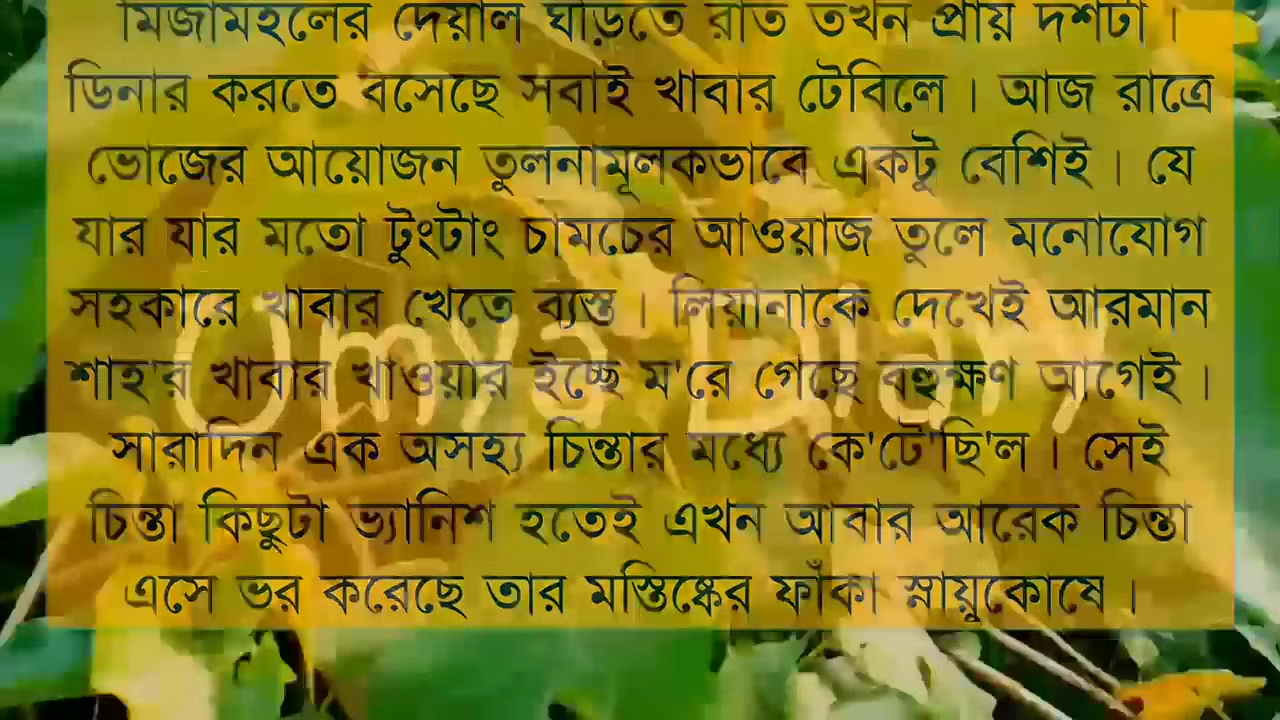 মিজামহলের দেয়াল ঘড়িতে রাত তখন প্রায় দশটা ।
ডিনার করতে বসেছে সবাই খাবার টেবিলে । আজ রাত্রে
ভোজের আয়োজন তুলনামূলকভাবে একটু বেশিই । যে
যার যার মতো টুংটাং চামচের আওয়াজ তুলে মনোযোগ
সহকারে খাবার খেতে ব্যস্ত । লিয়ানাকে দেখেই আরমান
শাহ'র খাবার খাওয়ার ইচ্ছে ম'রে গেছে বহুক্ষণ আগেই ।
সারাদিন এক অসহ্য চিন্তার মধ্যে কে'টে'ছি'ল । সেই
চিন্তা কিছুটা ভ্যানিশ হতেই এখন আবার আরেক চিন্তা
এসে ভর করেছে তার মস্তিষ্কের ফাঁকা স্নায়ুকোষে ।